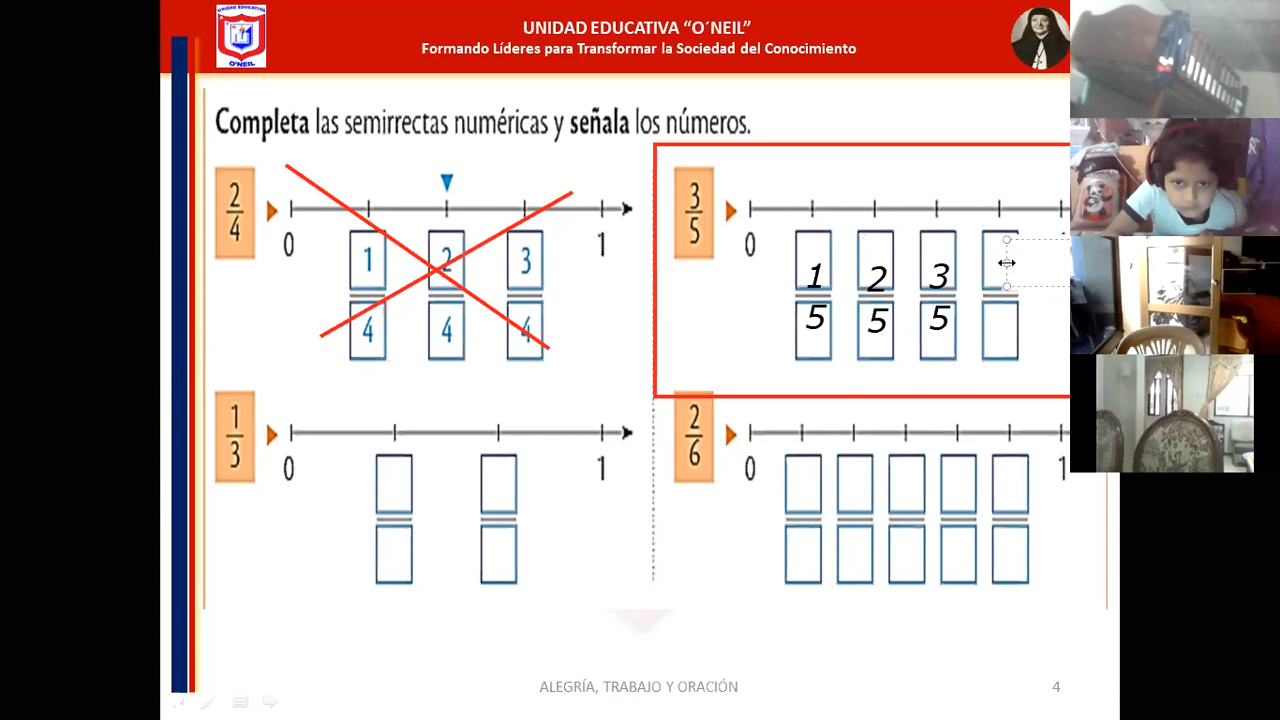 UNIDAD EDUCATIVA
O´NEIL
UNIDAD EDUCATIVA “O´NEIL”
Formando Líderes para Transformar la Sociedad del Conocimiento
Completa las semirrectas numéricas y señala los números.
2/4
0 1
1 2 3
4 4 4
3/5
0
1 2 3
5 5 5
1/3
0 1
2/6
0 1
ALEGRÍA, TRABAJO Y ORACIÓN
4